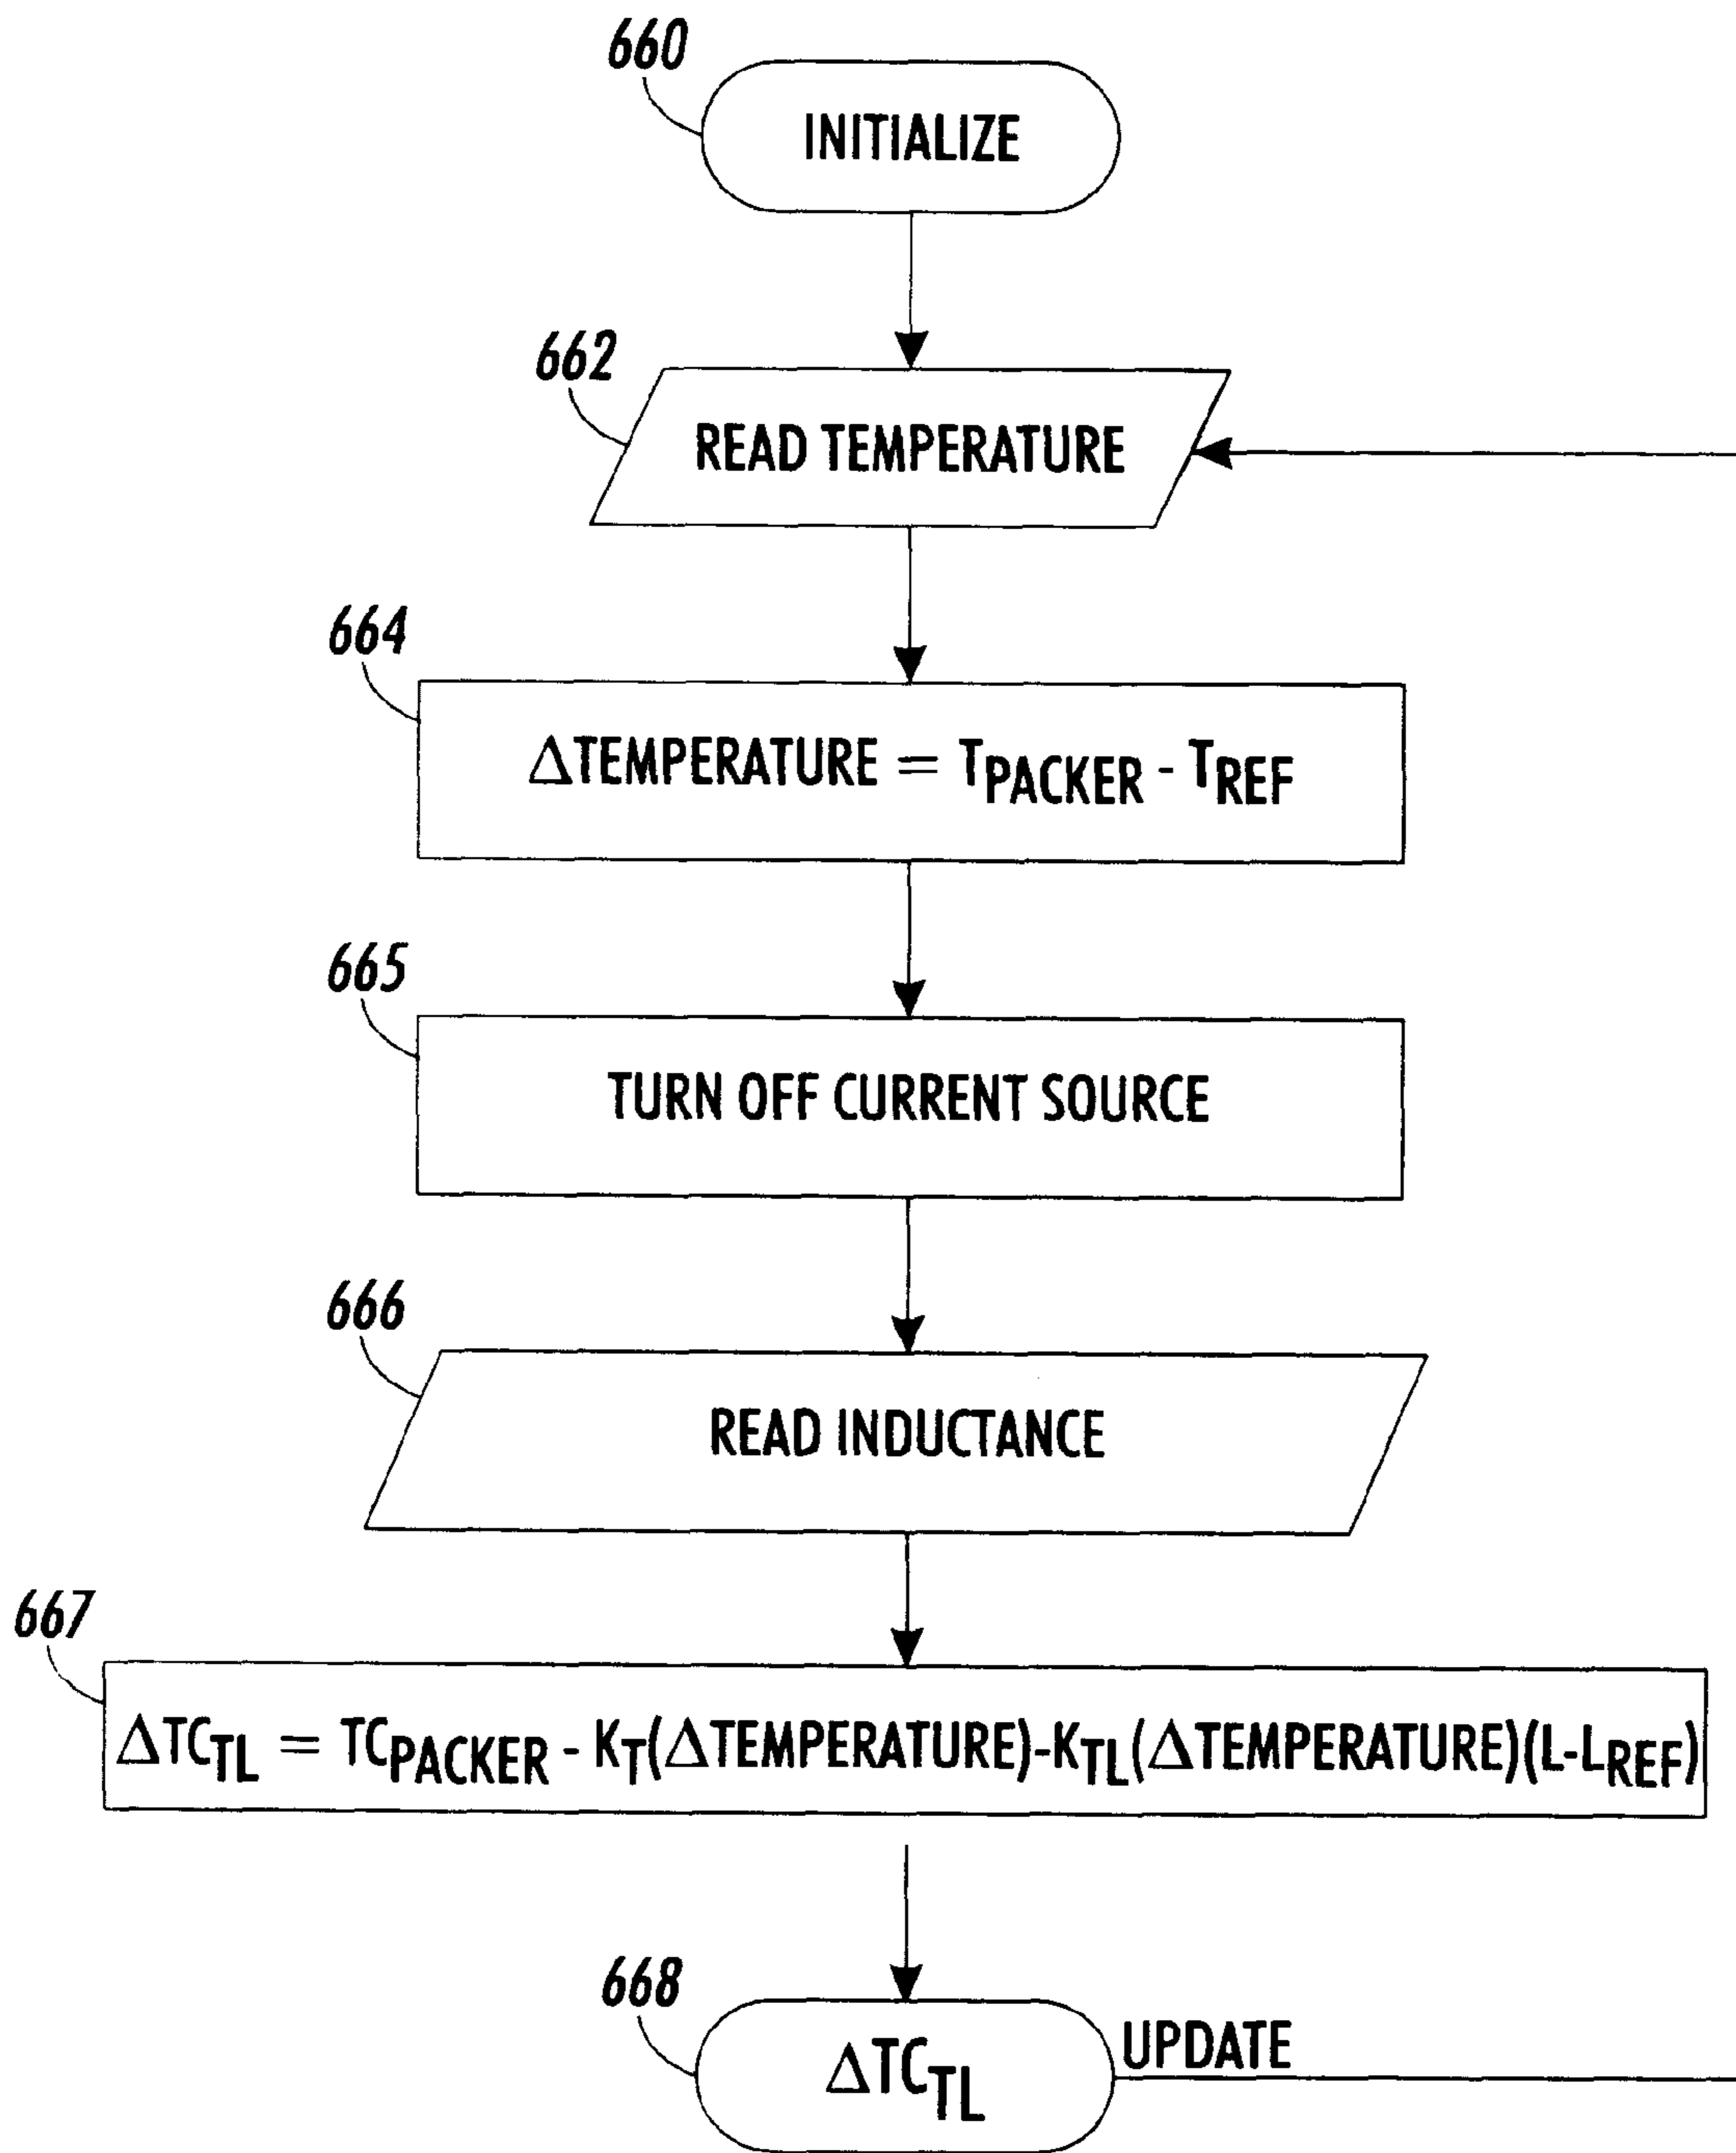 660
INITIALIZE
662
READ TEMPERATURE
664
ΔTEMPERATURE = TPACKER - TREF
665
TURN OFF CURRENT SOURCE
666
READ INDUCTANCE
667
ΔTCTL = TCPACKER - KT(ΔTEMPERATURE)-KTL(ΔTEMPERATURE)(L-LREF)
668
ΔTCTL
UPDATE